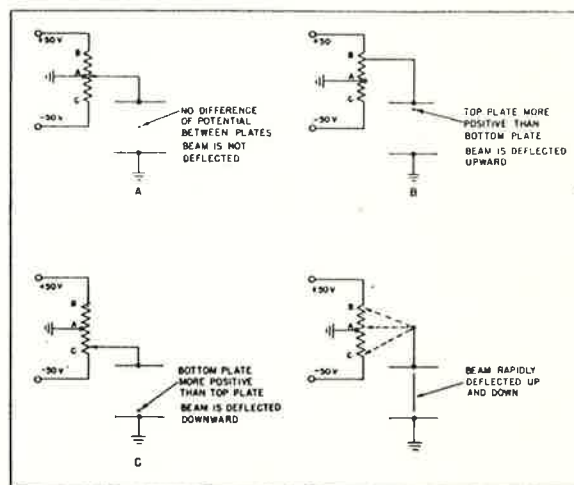 +50V
B
A
C
-50V
NO DIFFERENCE
OF POTENTIAL
BETWEEN PLATES
BEAM IS NOT
DEFLECTED
A
+50
B
A
C
-50V
TOP PLATE MORE
POSITIVE THAN
BOTTOM PLATE
BEAM IS DEFLECTED
UPWARD
B
+50V
B
A
C
-50V
BOTTOM PLATE
MORE POSITIVE
THAN TOP PLATE
BEAM IS DEFLECTED
DOWNWARD
C
+50V
B
A
C
-50V
BEAM RAPIDLY
DEFLECTED UP
AND DOWN